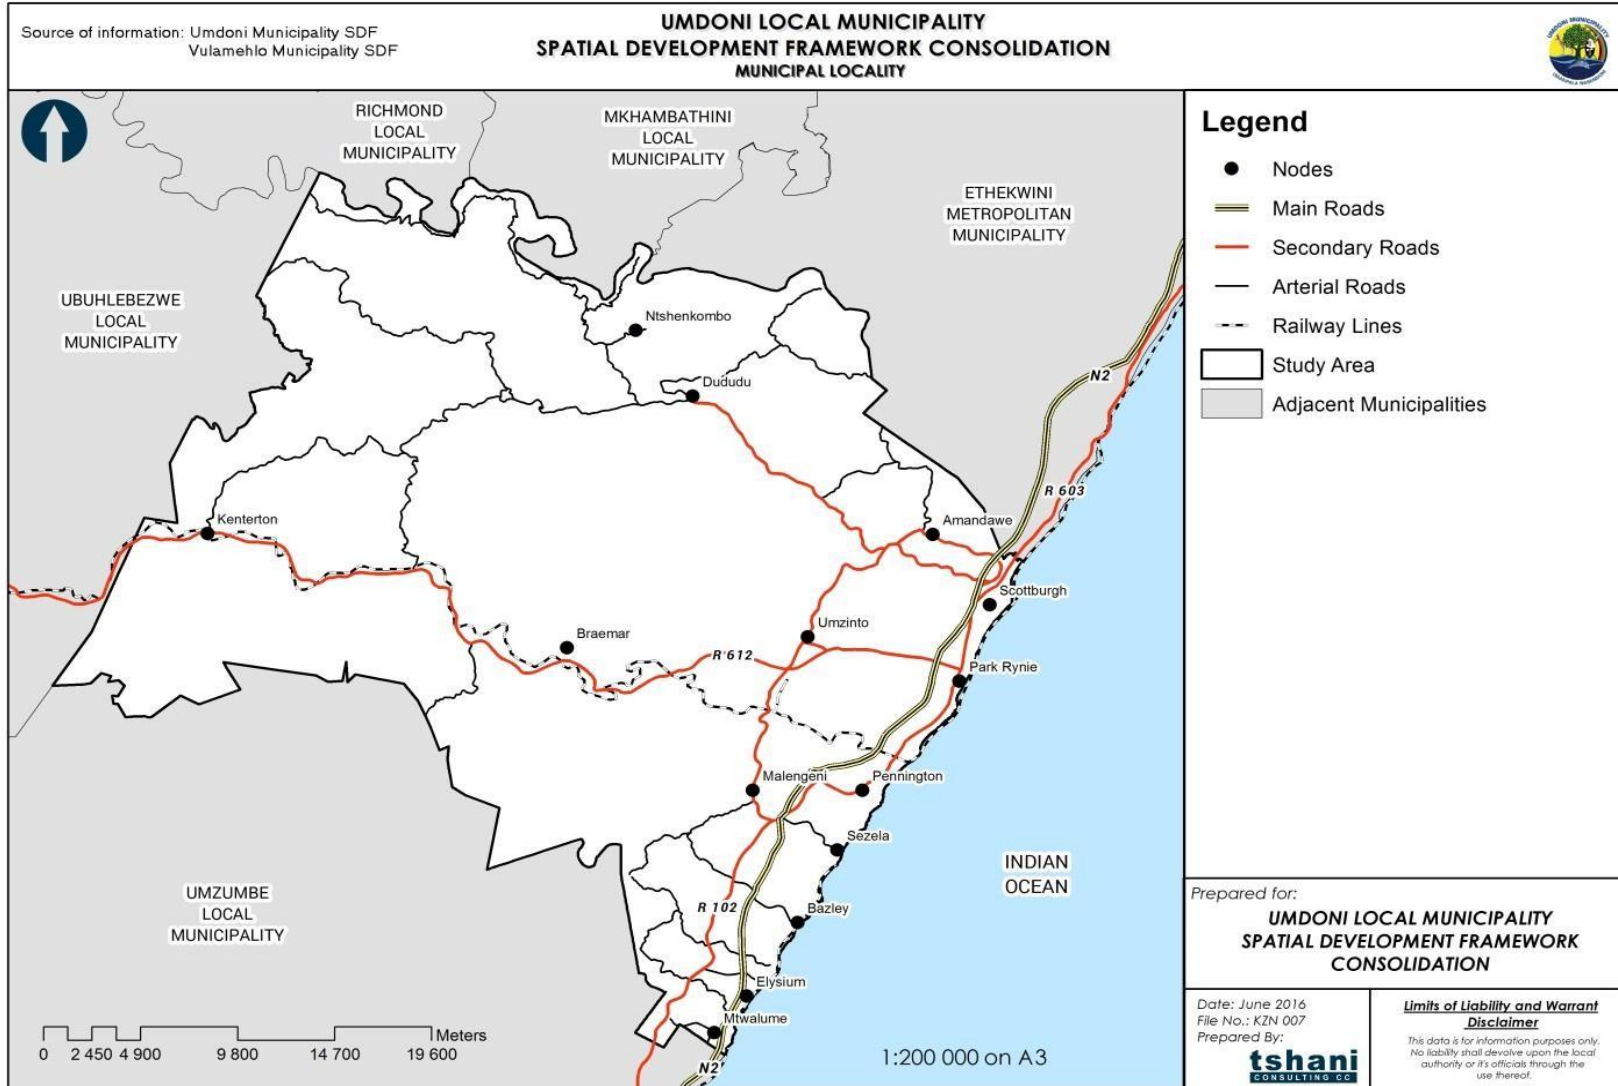 Source of information: Umdoni Municipality SDF
Vulamehlo Municipality SDF
UMDONI LOCAL MUNICIPALITY
SPATIAL DEVELOPMENT FRAMEWORK CONSOLIDATION
MUNICIPAL LOCALITY
UMDONI MUNICIPALITY
RICHMOND
LOCAL
MUNICIPALITY
MKHAMBATHINI
LOCAL
MUNICIPALITY
ETHEKWINI
METROPOLITAN
MUNICIPALITY
UBUHLEBEZWE
LOCAL
MUNICIPALITY
Ntshenkombo
Dududu
N2
R 603
Kenterton
Amandawe
Scottburgh
Umzinto
Braemar
R 612
Park Rynie
Malengeni
Pennington
Sezela
INDIAN
OCEAN
UMZUMBE
LOCAL
MUNICIPALITY
R 102
Bazley
Elysium
Mtwalume
N2
Meters
0 2 450 4 900 9 800 14 700 19 600
1:200 000 on A3
Legend
Nodes
Main Roads
Secondary Roads
Arterial Roads
Railway Lines
Study Area
Adjacent Municipalities
Prepared for:
UMDONI LOCAL MUNICIPALITY
SPATIAL DEVELOPMENT FRAMEWORK
CONSOLIDATION
Date: June 2016
File No.: KZN 007
Prepared By:
tshani
CONSULTING CC
Limits of Liability and Warrant
Disclaimer
This data is for information purposes only.
No liability shall devolve upon the local
authority or it's officials through the
use thereof.